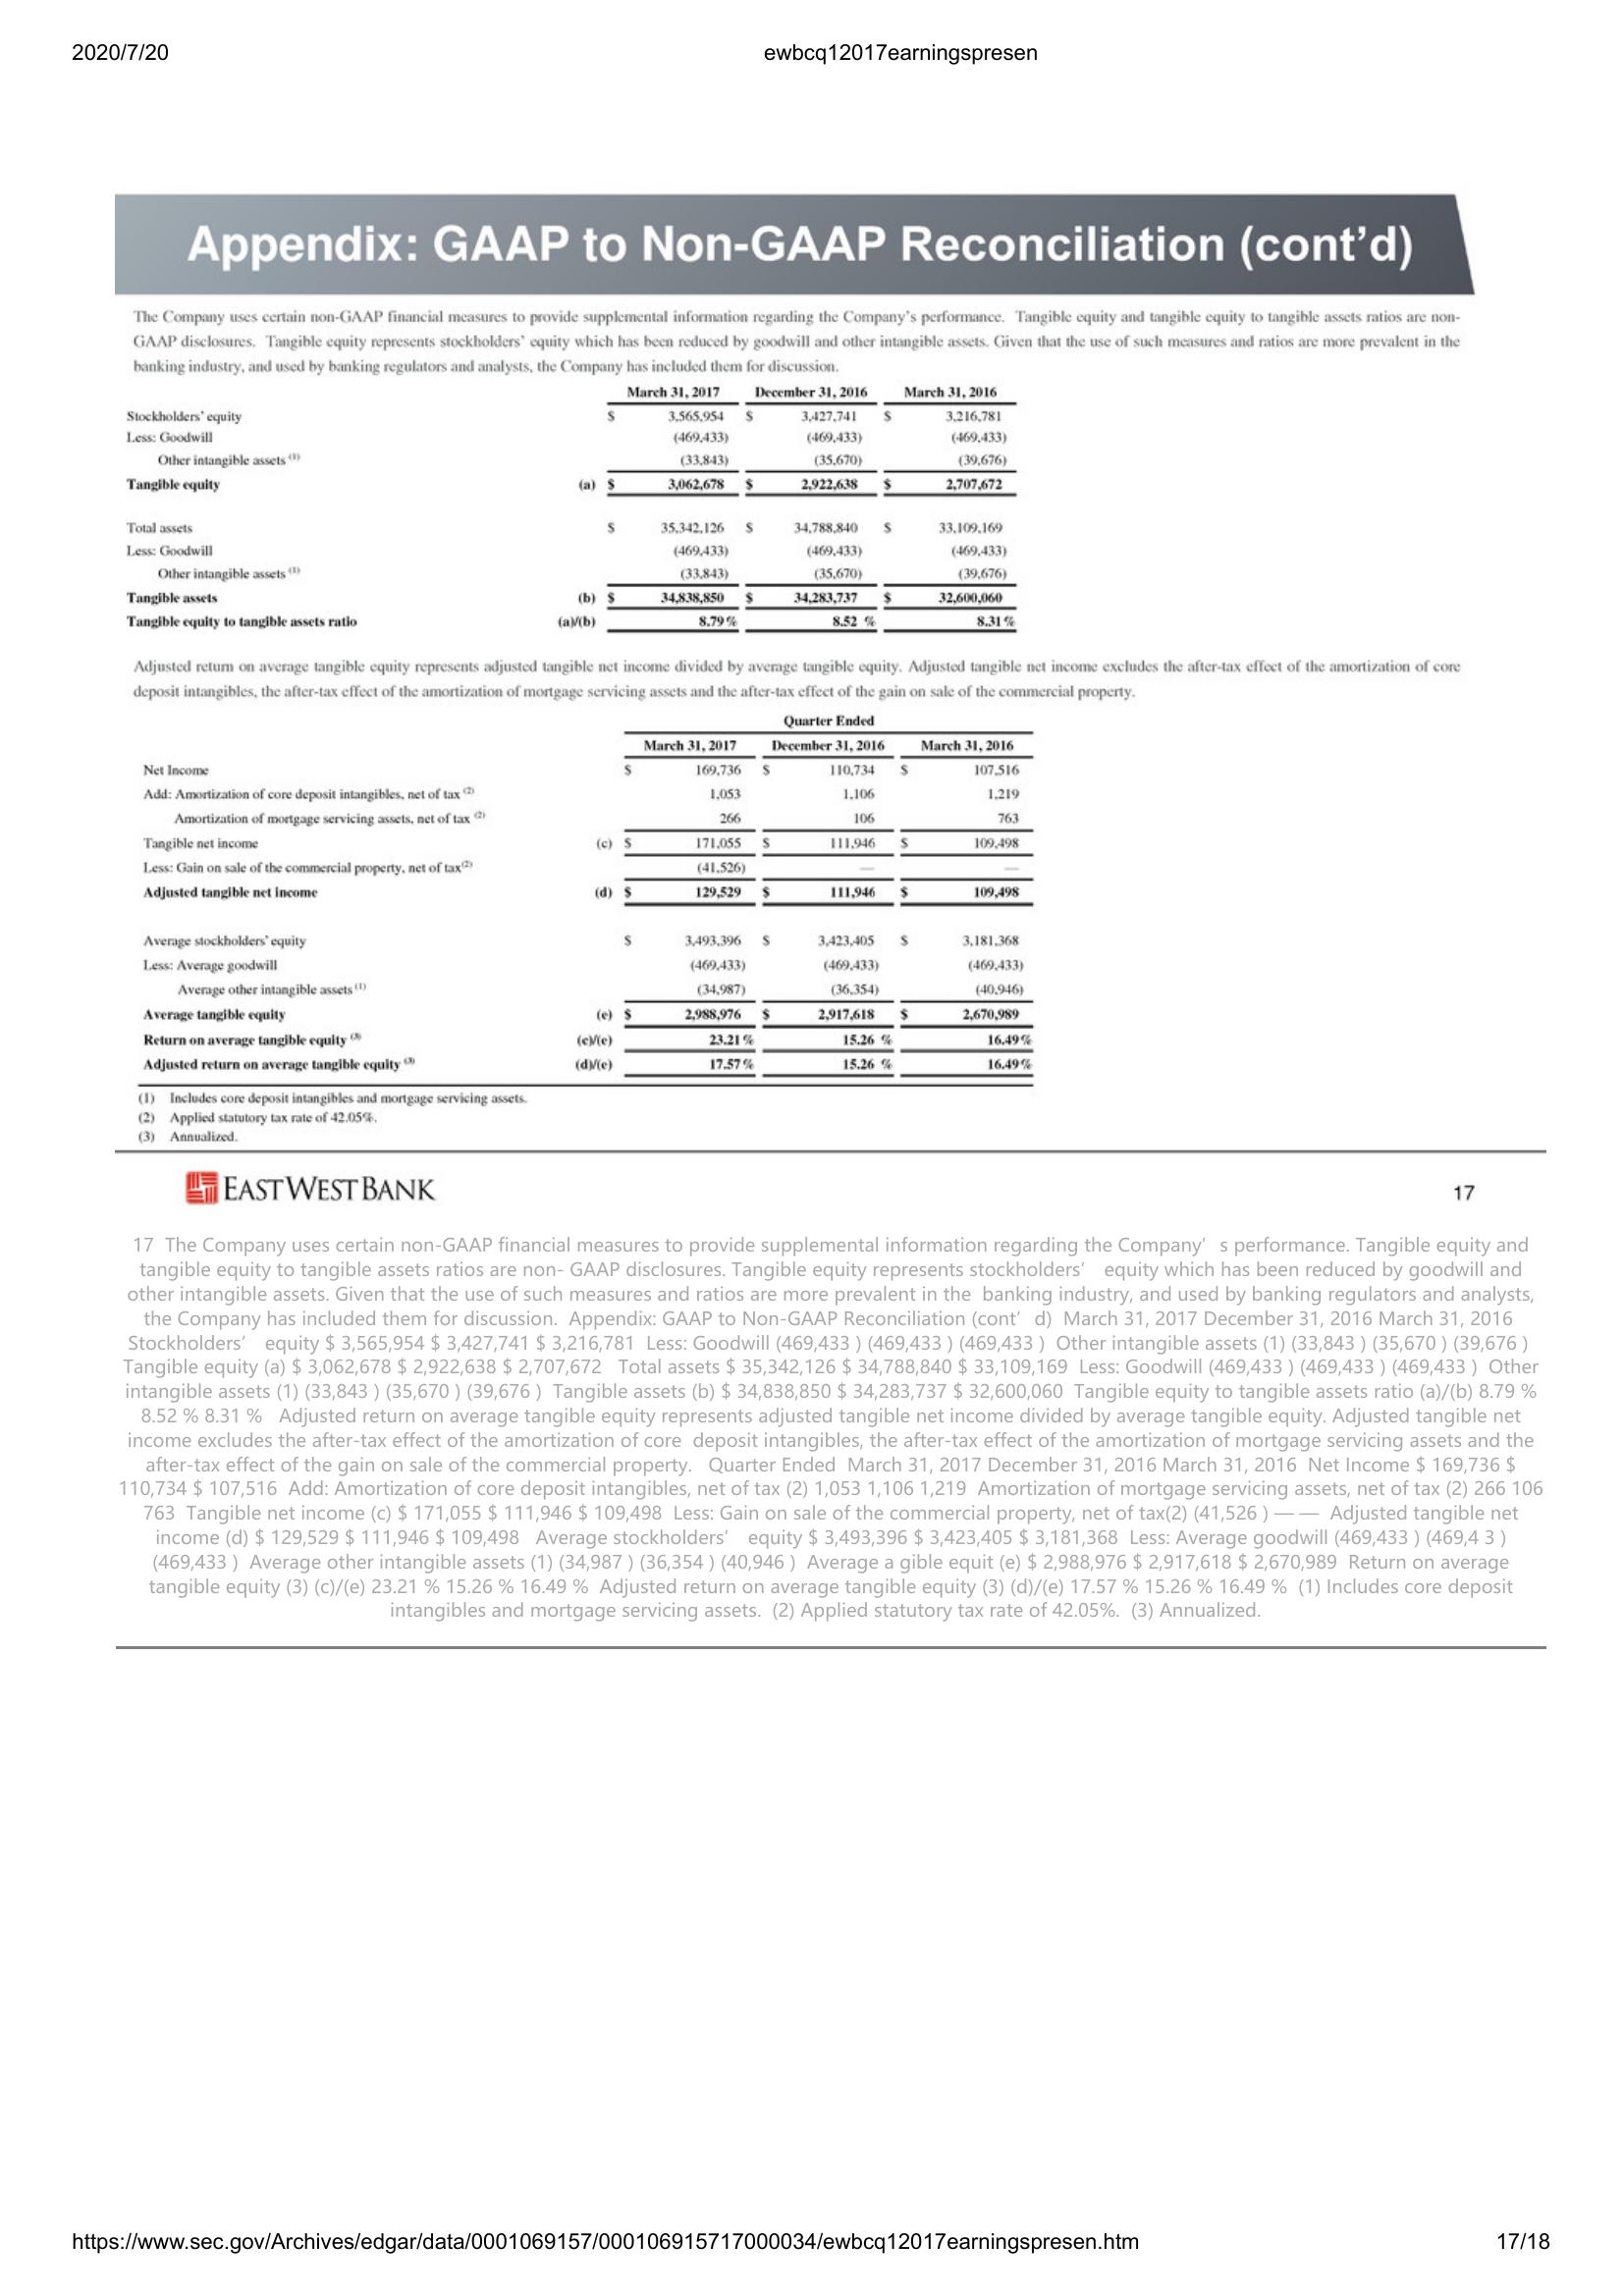 2020/7/20 ewbcq12017earningspresen
Appendix: GAAP to Non-GAAP Reconciliation (cont’d)
The Company uses certain non-GAAP financial measures to provide supplemental information regarding the Company’s performance. Tangible equity and tangible equity to tangible assets ratios are non-
GAAP disclosures. Tangible equity represents stockholders’ equity which has been reduced by goodwill and other intangible assets. Given that the use of such measures and ratios are more prevalent in the
banking industry, and used by banking regulators and analysts, the Company has included them for discussion.
March 31, 2017 December 31, 2016 March 31, 2016
Stockholders’ equity $ 3,565,954 $ 3,427,741 $ 3,216,781
Less: Goodwill (469,433) (469,433) (469,433)
Other intangible assets (1) (33,843) (35,670) (39,676)
Tangible equity (a) $ 3,062,678 $ 2,922,638 $ 2,707,672
Total assets $ 35,342,126 $ 34,788,840 $ 33,109,169
Less: Goodwill (469,433) (469,433) (469,433)
Other intangible assets (1) (33,843) (35,670) (39,676)
Tangible assets (b) $ 34,838,850 $ 34,283,737 $ 32,600,060
Tangible equity to tangible assets ratio (a)/(b) 8.79% 8.52 % 8.31%
Adjusted return on average tangible equity represents adjusted tangible net income divided by average tangible equity. Adjusted tangible net income excludes the after-tax effect of the amortization of core
deposit intangibles, the after-tax effect of the amortization of mortgage servicing assets and the after-tax effect of the gain on sale of the commercial property.
Quarter Ended
March 31, 2017 December 31, 2016 March 31, 2016
Net Income $ 169,736 $ 110,734 $ 107,516
Add: Amortization of core deposit intangibles, net of tax (2) 1,053 1,106 1,219
Amortization of mortgage servicing assets, net of tax (2) 266 106 763
Tangible net income (c) $ 171,055 $ 111,946 $ 109,498
Less: Gain on sale of the commercial property, net of tax(2) (41,526) — —
Adjusted tangible net income (d) $ 129,529 $ 111,946 $ 109,498
Average stockholders’ equity $ 3,493,396 $ 3,423,405 $ 3,181,368
Less: Average goodwill (469,433) (469,433) (469,433)
Average other intangible assets (1) (34,987) (36,354) (40,946)
Average tangible equity (e) $ 2,988,976 $ 2,917,618 $ 2,670,989
Return on average tangible equity (3) (c)/(e) 23.21% 15.26 % 16.49%
Adjusted return on average tangible equity (3) (d)/(e) 17.57% 15.26 % 16.49%
(1) Includes core deposit intangibles and mortgage servicing assets.
(2) Applied statutory tax rate of 42.05%.
(3) Annualized.
EASTWESTBANK 17
17 The Company uses certain non-GAAP financial measures to provide supplemental information regarding the Company’ s performance. Tangible equity and
tangible equity to tangible assets ratios are non- GAAP disclosures. Tangible equity represents stockholders’ equity which has been reduced by goodwill and
other intangible assets. Given that the use of such measures and ratios are more prevalent in the banking industry, and used by banking regulators and analysts,
the Company has included them for discussion. Appendix: GAAP to Non-GAAP Reconciliation (cont’ d) March 31, 2017 December 31, 2016 March 31, 2016
Stockholders’ equity $ 3,565,954 $ 3,427,741 $ 3,216,781 Less: Goodwill (469,433 ) (469,433 ) (469,433 ) Other intangible assets (1) (33,843 ) (35,670 ) (39,676 )
Tangible equity (a) $ 3,062,678 $ 2,922,638 $ 2,707,672 Total assets $ 35,342,126 $ 34,788,840 $ 33,109,169 Less: Goodwill (469,433 ) (469,433 ) (469,433 ) Other
intangible assets (1) (33,843 ) (35,670 ) (39,676 ) Tangible assets (b) $ 34,838,850 $ 34,283,737 $ 32,600,060 Tangible equity to tangible assets ratio (a)/(b) 8.79 %
8.52 % 8.31 % Adjusted return on average tangible equity represents adjusted tangible net income divided by average tangible equity. Adjusted tangible net
income excludes the after-tax effect of the amortization of core deposit intangibles, the after-tax effect of the amortization of mortgage servicing assets and the
after-tax effect of the gain on sale of the commercial property. Quarter Ended March 31, 2017 December 31, 2016 March 31, 2016 Net Income $ 169,736 $
110,734 $ 107,516 Add: Amortization of core deposit intangibles, net of tax (2) 1,053 1,106 1,219 Amortization of mortgage servicing assets, net of tax (2) 266 106
763 Tangible net income (c) $ 171,055 $ 111,946 $ 109,498 Less: Gain on sale of the commercial property, net of tax(2) (41,526 ) — — Adjusted tangible net
income (d) $ 129,529 $ 111,946 $ 109,498 Average stockholders’ equity $ 3,493,396 $ 3,423,405 $ 3,181,368 Less: Average goodwill (469,433 ) (469,4 3 )
(469,433 ) Average other intangible assets (1) (34,987 ) (36,354 ) (40,946 ) Average a gible equit (e) $ 2,988,976 $ 2,917,618 $ 2,670,989 Return on average
tangible equity (3) (c)/(e) 23.21 % 15.26 % 16.49 % Adjusted return on average tangible equity (3) (d)/(e) 17.57 % 15.26 % 16.49 % (1) Includes core deposit
intangibles and mortgage servicing assets. (2) Applied statutory tax rate of 42.05%. (3) Annualized.
https://www.sec.gov/Archives/edgar/data/0001069157/000106915717000034/ewbcq12017earningspresen.htm 17/18